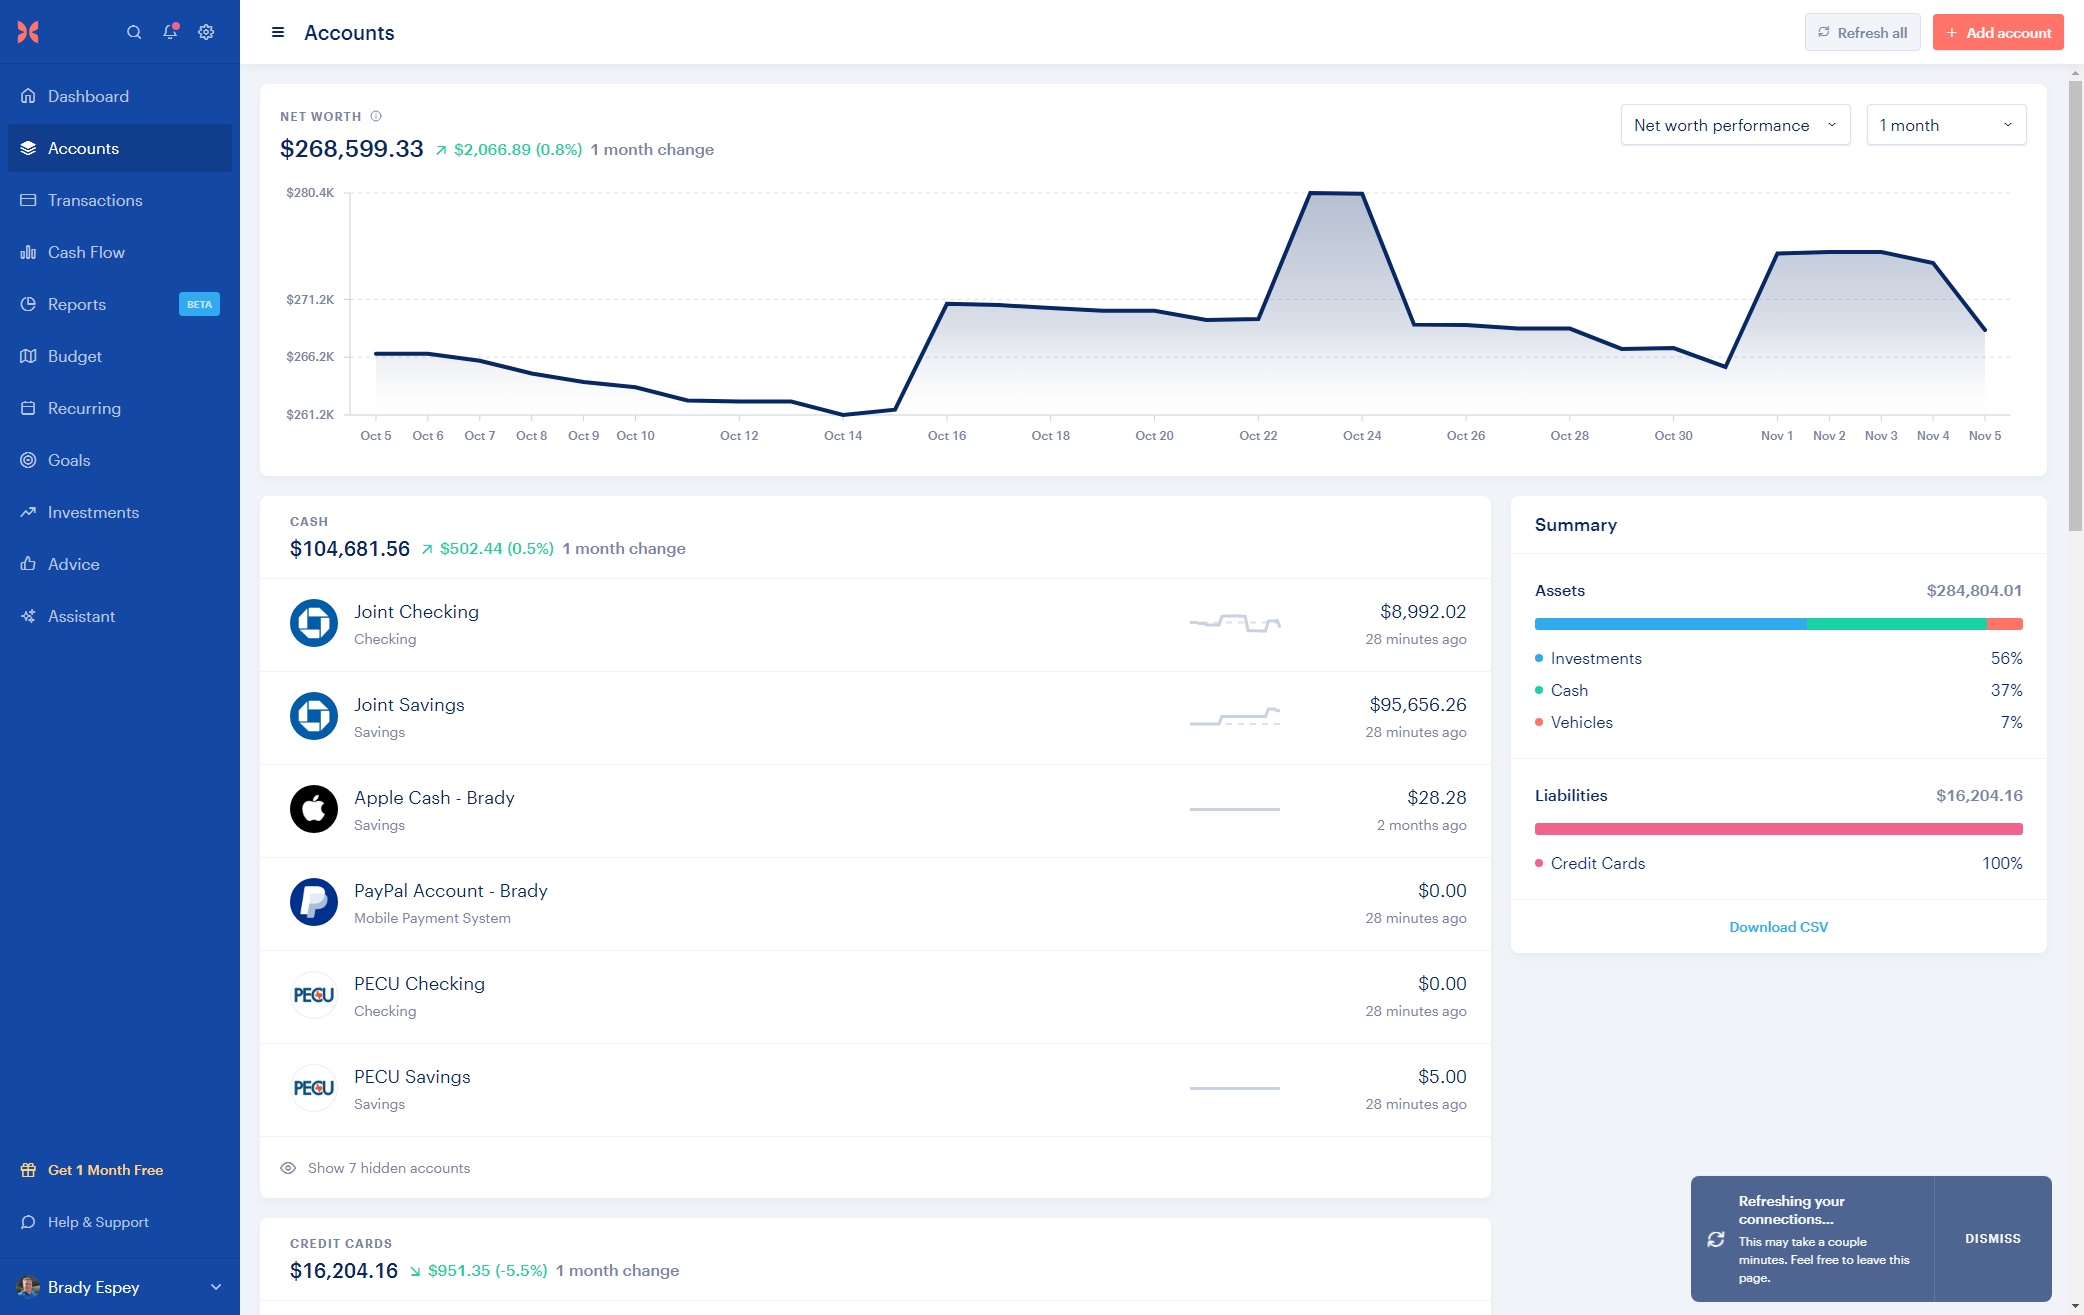 Accounts
Refresh all
+ Add account
Dashboard
Accounts
Transactions
Cash Flow
Reports
BETA
Budget
Recurring
Goals
Investments
Advice
Assistant
Get 1 Month Free
Help & Support
Brady Espey
NET WORTH
$268,599.33 $2,066.89 (0.8%) 1 month change
Net worth performance
1 month
$280.4K
$271.2K
$266.2K
$261.2K
Oct 5 Oct 6 Oct 7 Oct 8 Oct 9 Oct 10 Oct 12 Oct 14 Oct 16 Oct 18 Oct 20 Oct 22 Oct 24 Oct 26 Oct 28 Oct 30 Nov 1 Nov 2 Nov 3 Nov 4 Nov 5
CASH
$104,681.56 $502.44 (0.5%) 1 month change
Joint Checking
Checking
$8,992.02
28 minutes ago
Joint Savings
Savings
$95,656.26
28 minutes ago
Apple Cash - Brady
Savings
$28.28
2 months ago
PayPal Account - Brady
Mobile Payment System
$0.00
28 minutes ago
PECU
PECU Checking
Checking
$0.00
28 minutes ago
PECU
PECU Savings
Savings
$5.00
28 minutes ago
Show 7 hidden accounts
CREDIT CARDS
$16,204.16 $951.35 (-5.5%) 1 month change
Summary
Assets $284,804.01
Investments 56%
Cash 37%
Vehicles 7%
Liabilities $16,204.16
Credit Cards 100%
Download CSV
Refreshing your
connections...
This may take a couple
minutes. Feel free to leave this
page.
DISMISS